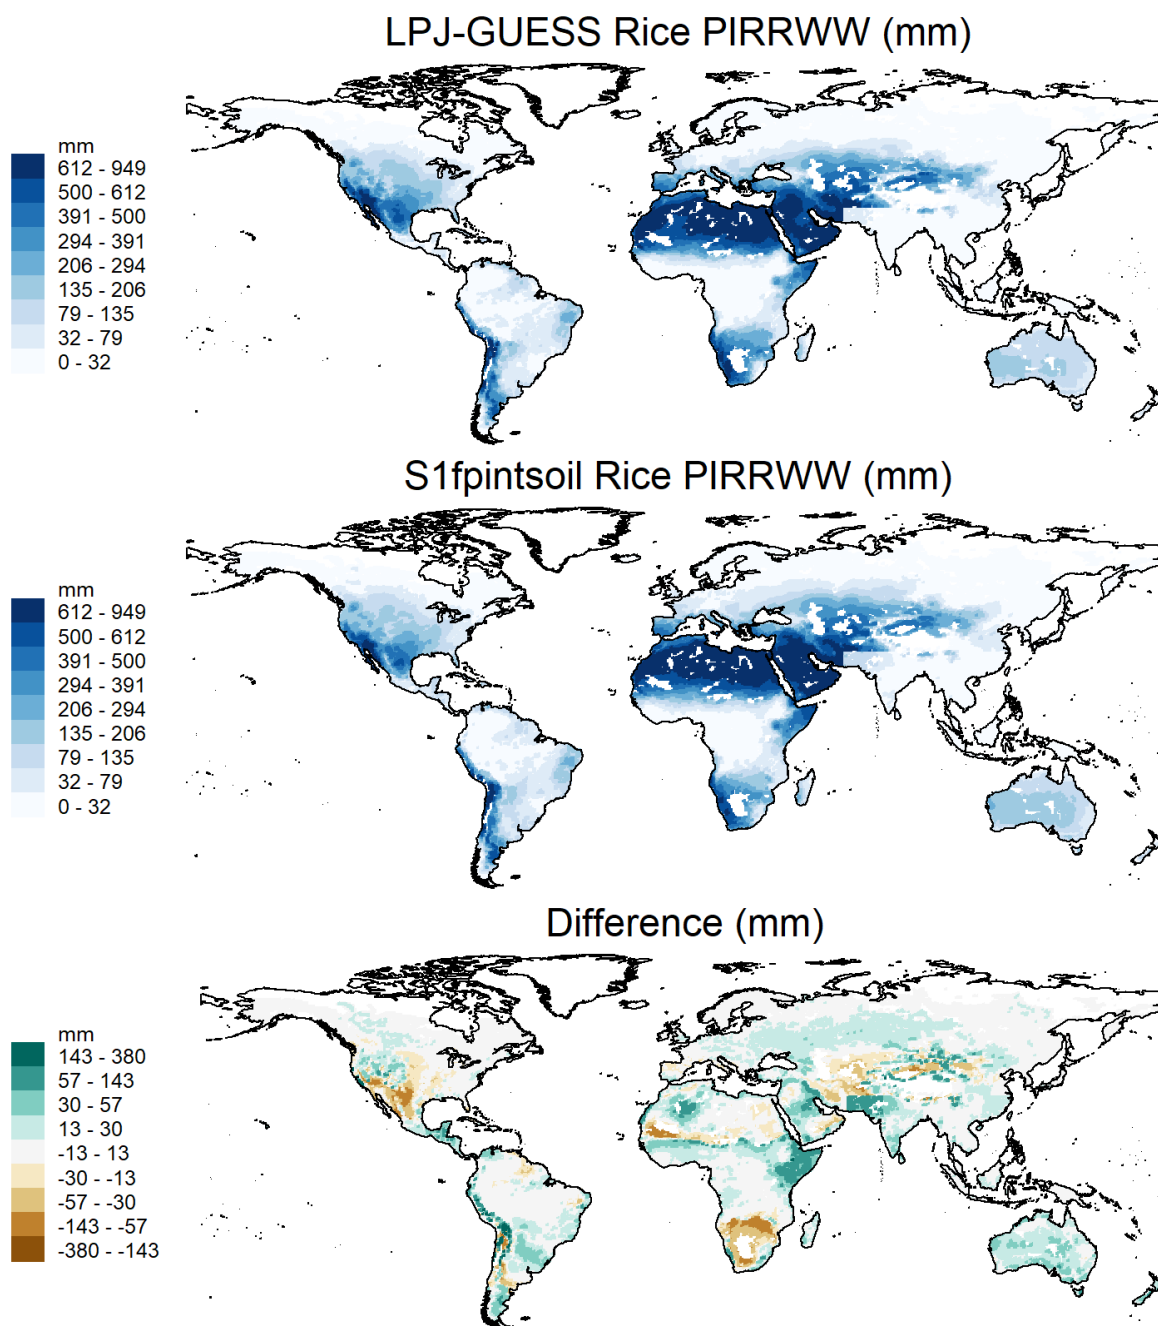 LPJ-GUESS Rice PIRRWW (mm)
mm
612 - 949
500 - 612
391 - 500
294 - 391
206 - 294
135 - 206
79 - 135
32 - 79
0 - 32
S1fpintsoil Rice PIRRWW (mm)
mm
612 - 949
500 - 612
391 - 500
294 - 391
206 - 294
135 - 206
79 - 135
32 - 79
0 - 32
Difference (mm)
mm
143 - 380
57 - 143
30 - 57
13 - 30
-13 - 13
-30 - -13
-57 - -30
-143 - -57
-380 - -143